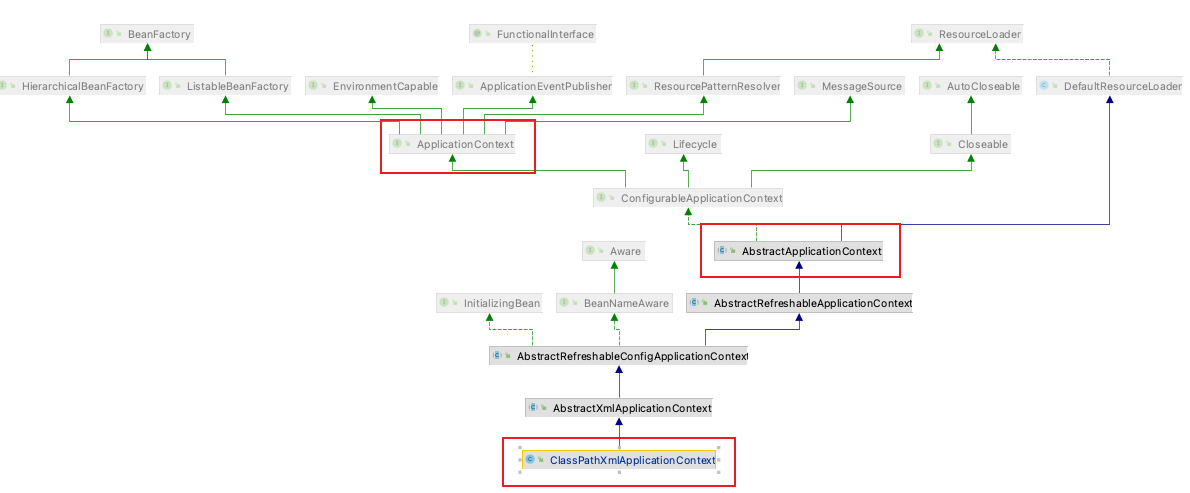 BeanFactory
FunctionalInterface
ResourceLoader
HierarchicalBeanFactory
ListableBeanFactory
EnvironmentCapable
ApplicationEventPublisher
ResourcePatternResolver
MessageSource
AutoCloseable
DefaultResourceLoader
ApplicationContext
Lifecycle
Closeable
ConfigurableApplicationContext
Aware
AbstractApplicationContext
InitializingBean
BeanNameAware
AbstractRefreshableApplicationContext
AbstractRefreshableConfigApplicationContext
AbstractXmlApplicationContext
ClassPathXmlApplicationContext